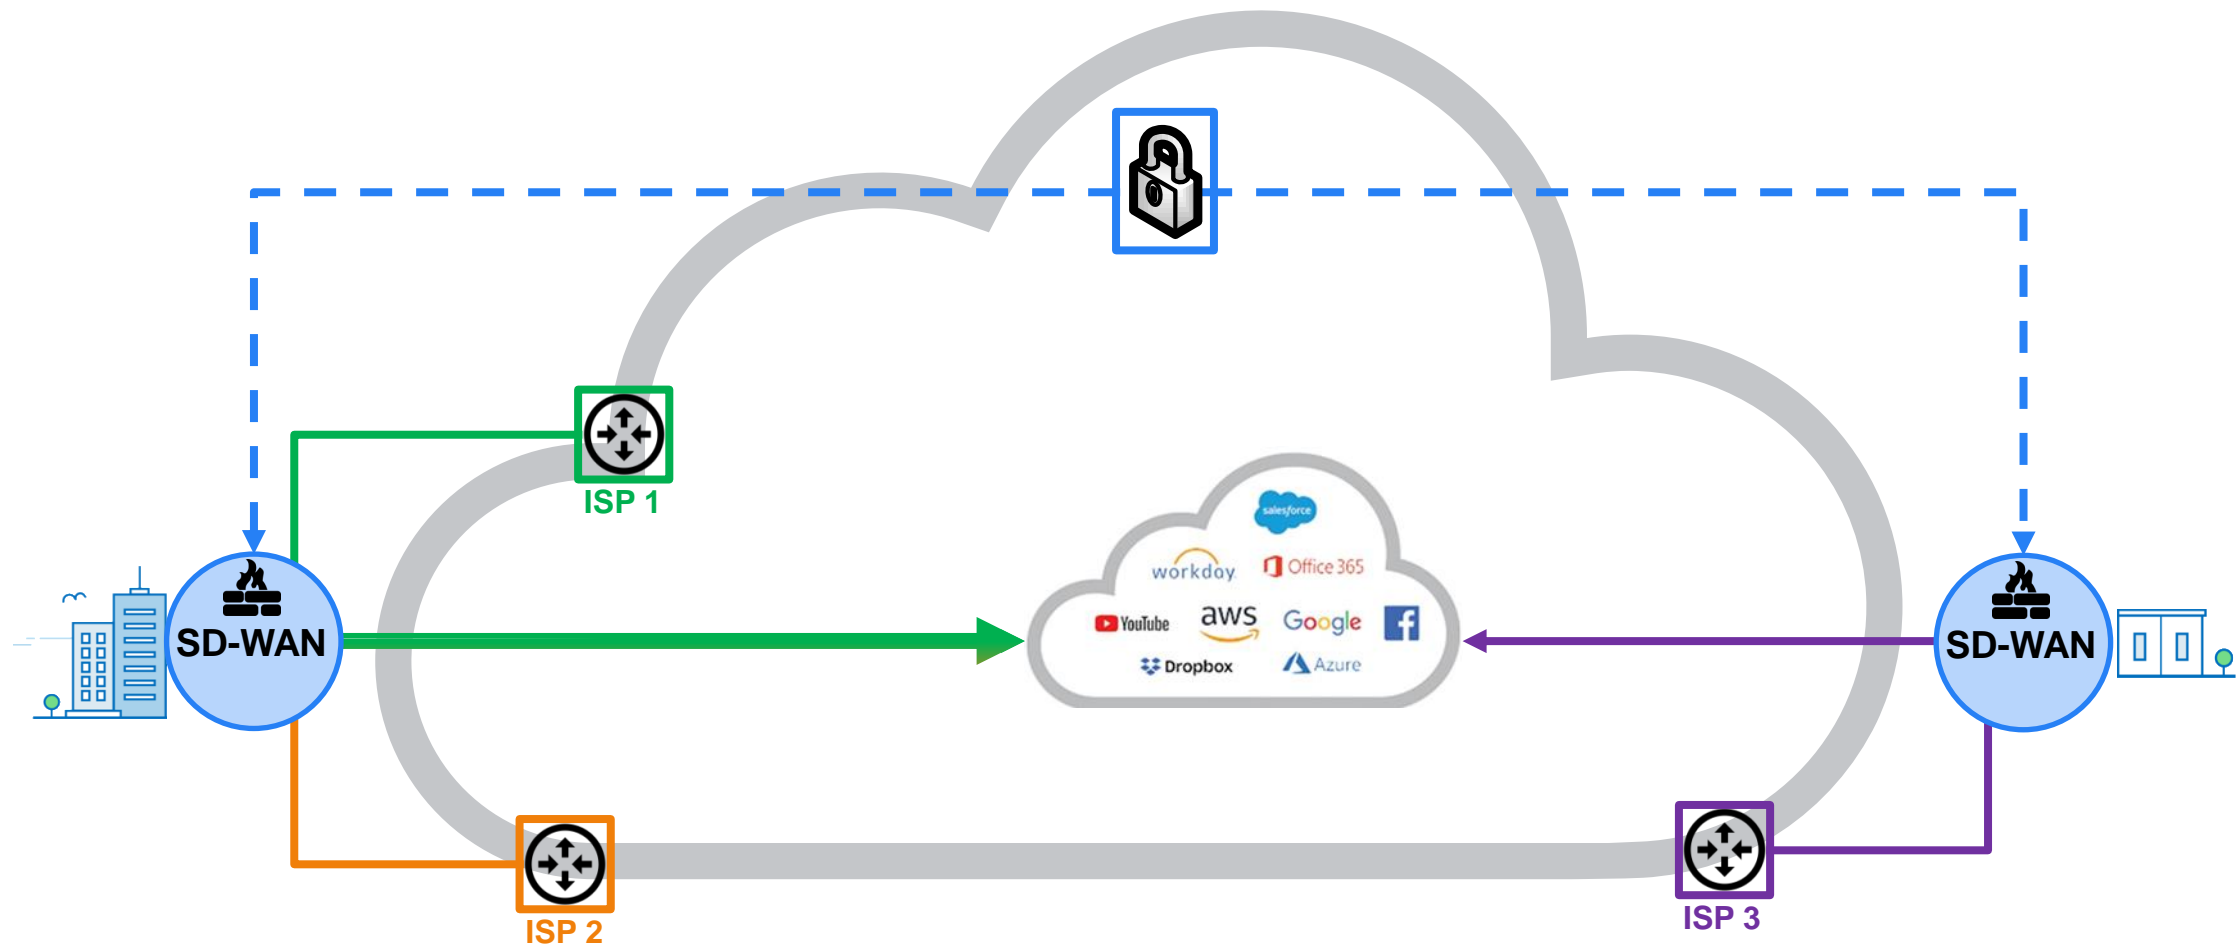 ISP 1
salesforce
workday
Office 365
YouTube
aws
Google
Dropbox
Azure
SD-WAN
SD-WAN
ISP 2
ISP 3